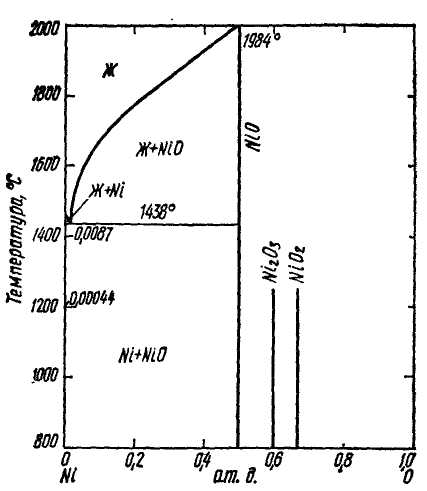 2000
1984°
Ж
1800
NiO
Ж+NiO
1600
Ж+Ni
1438°
1400
0,0087
Температура, °С
Ni₂O₃
NiO₂
1200
0,00044
Ni+NiO
1000
800
0
0,2
0,4
0,6
0,8
1,0
Ni
ат. д.
O